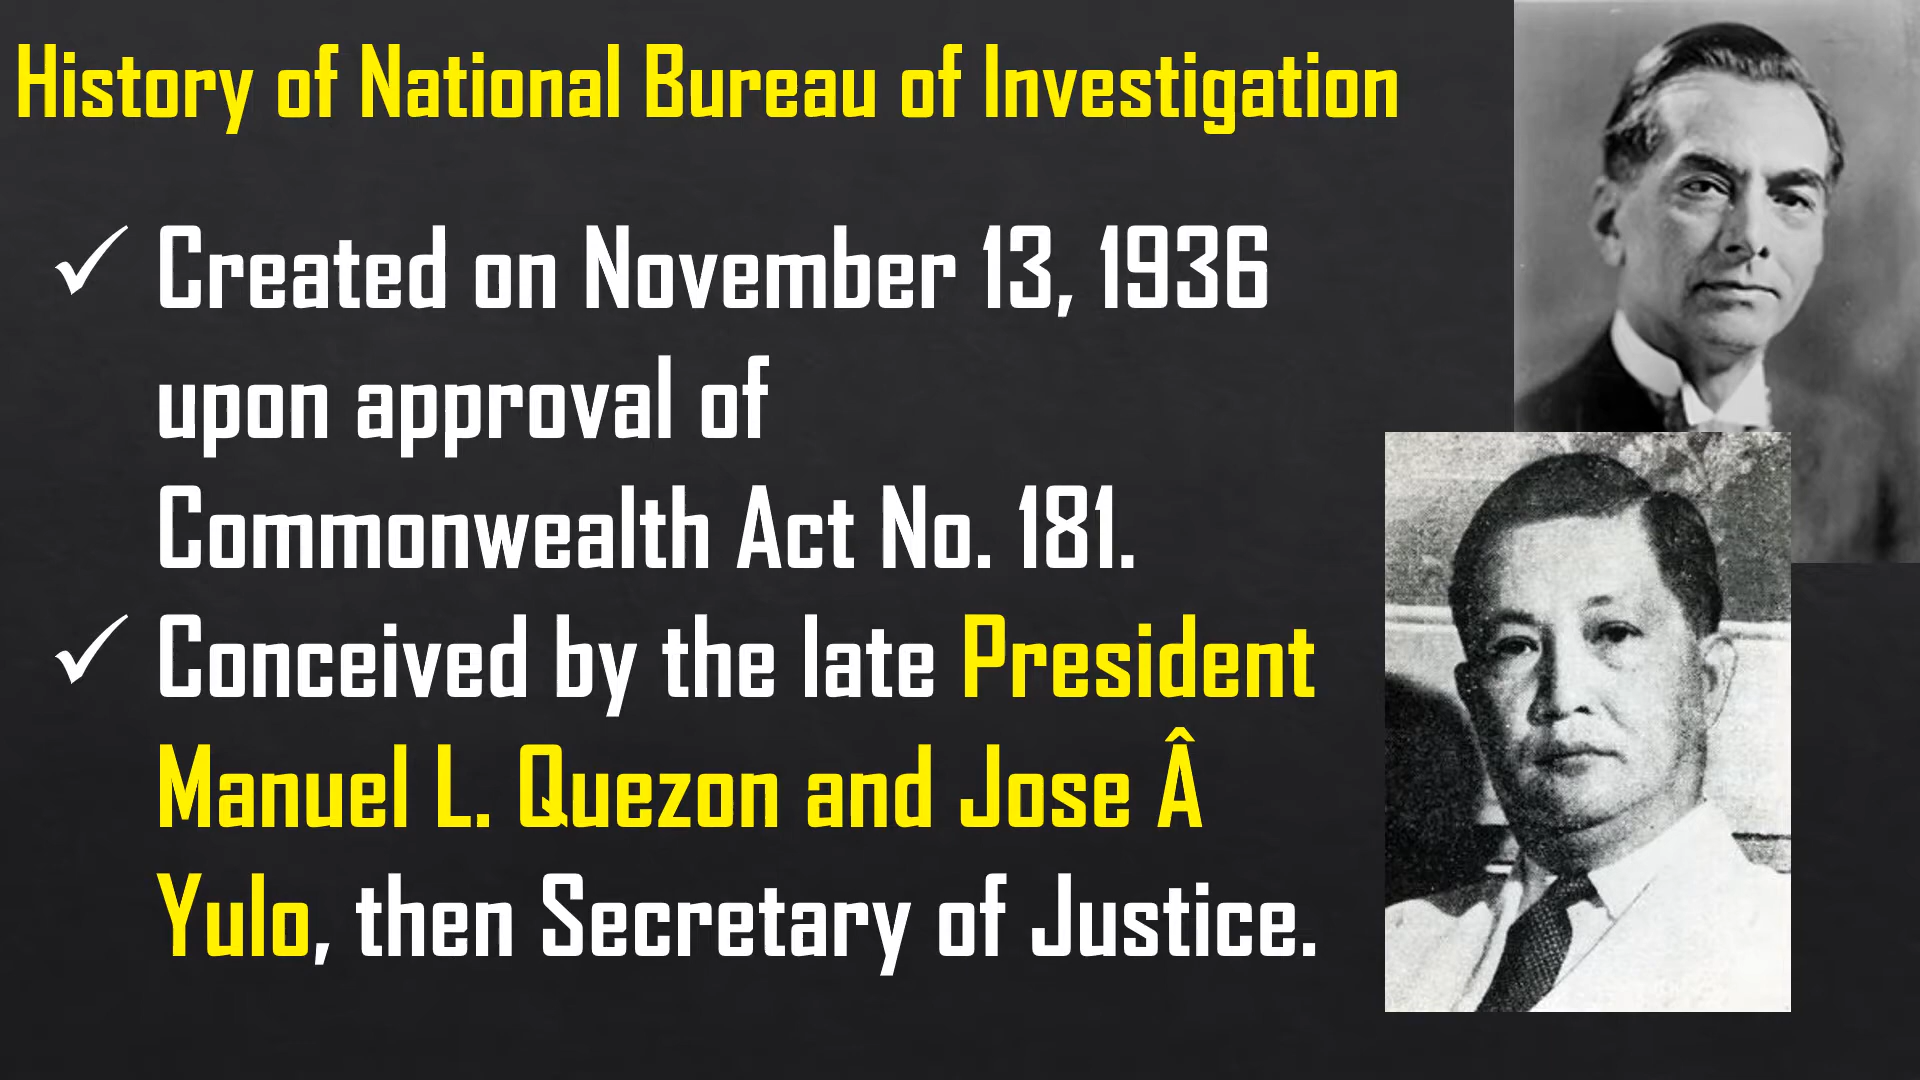 History of National Bureau of Investigation
✓ Created on November 13, 1936
upon approval of
Commonwealth Act No. 181.
✓ Conceived by the late President
Manuel L. Quezon and Jose Â
Yulo, then Secretary of Justice.